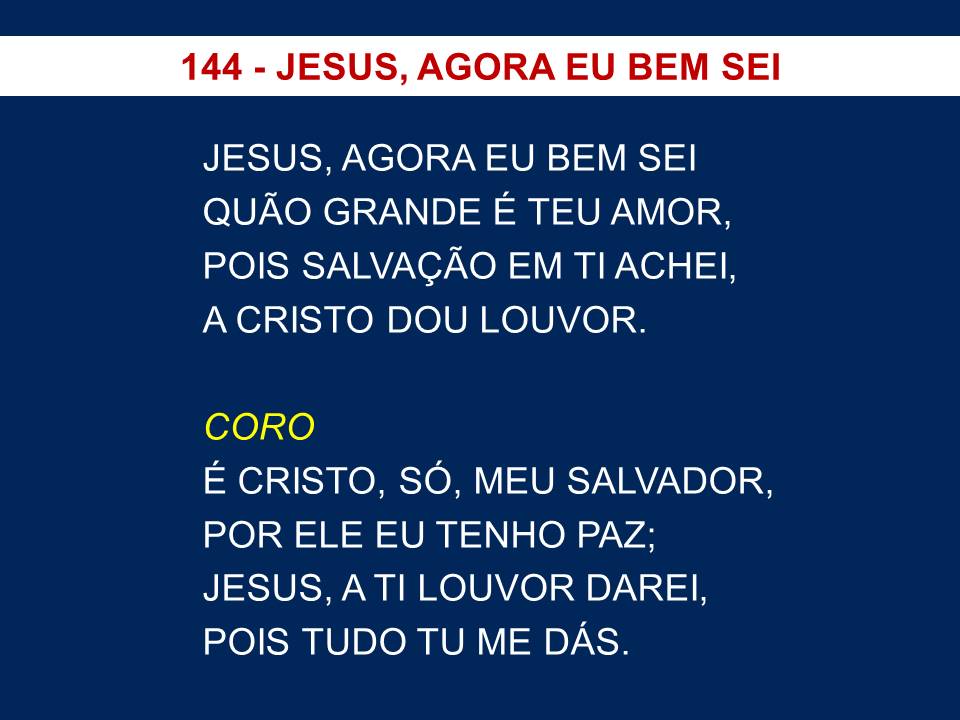 144 - JESUS, AGORA EU BEM SEI
JESUS, AGORA EU BEM SEI
QUÃO GRANDE É TEU AMOR,
POIS SALVAÇÃO EM TI ACHEI,
A CRISTO DOU LOUVOR.
CORO
É CRISTO, SÓ, MEU SALVADOR,
POR ELE EU TENHO PAZ;
JESUS, A TI LOUVOR DAREI,
POIS TUDO TU ME DÁS.